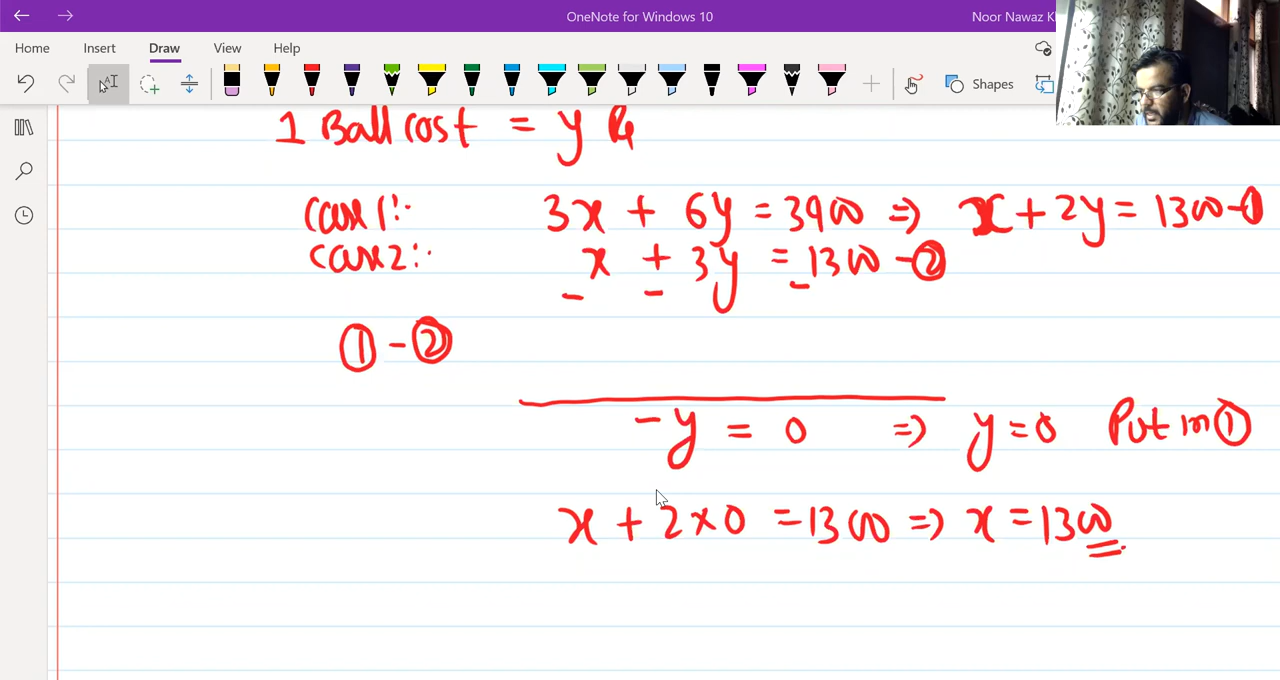 OneNote for Windows 10
Noor Nawaz
Home Insert Draw View Help
Shapes
1 Ball cost = y Rs
Case 1:- 3x + 6y = 3900 => x + 2y = 1300 - ①
Case 2:- x + 3y = 1300 - ②
- - -
① - ②
-y = 0 => y = 0 Put in ①
x + 2 × 0 = 1300 => x = 1300